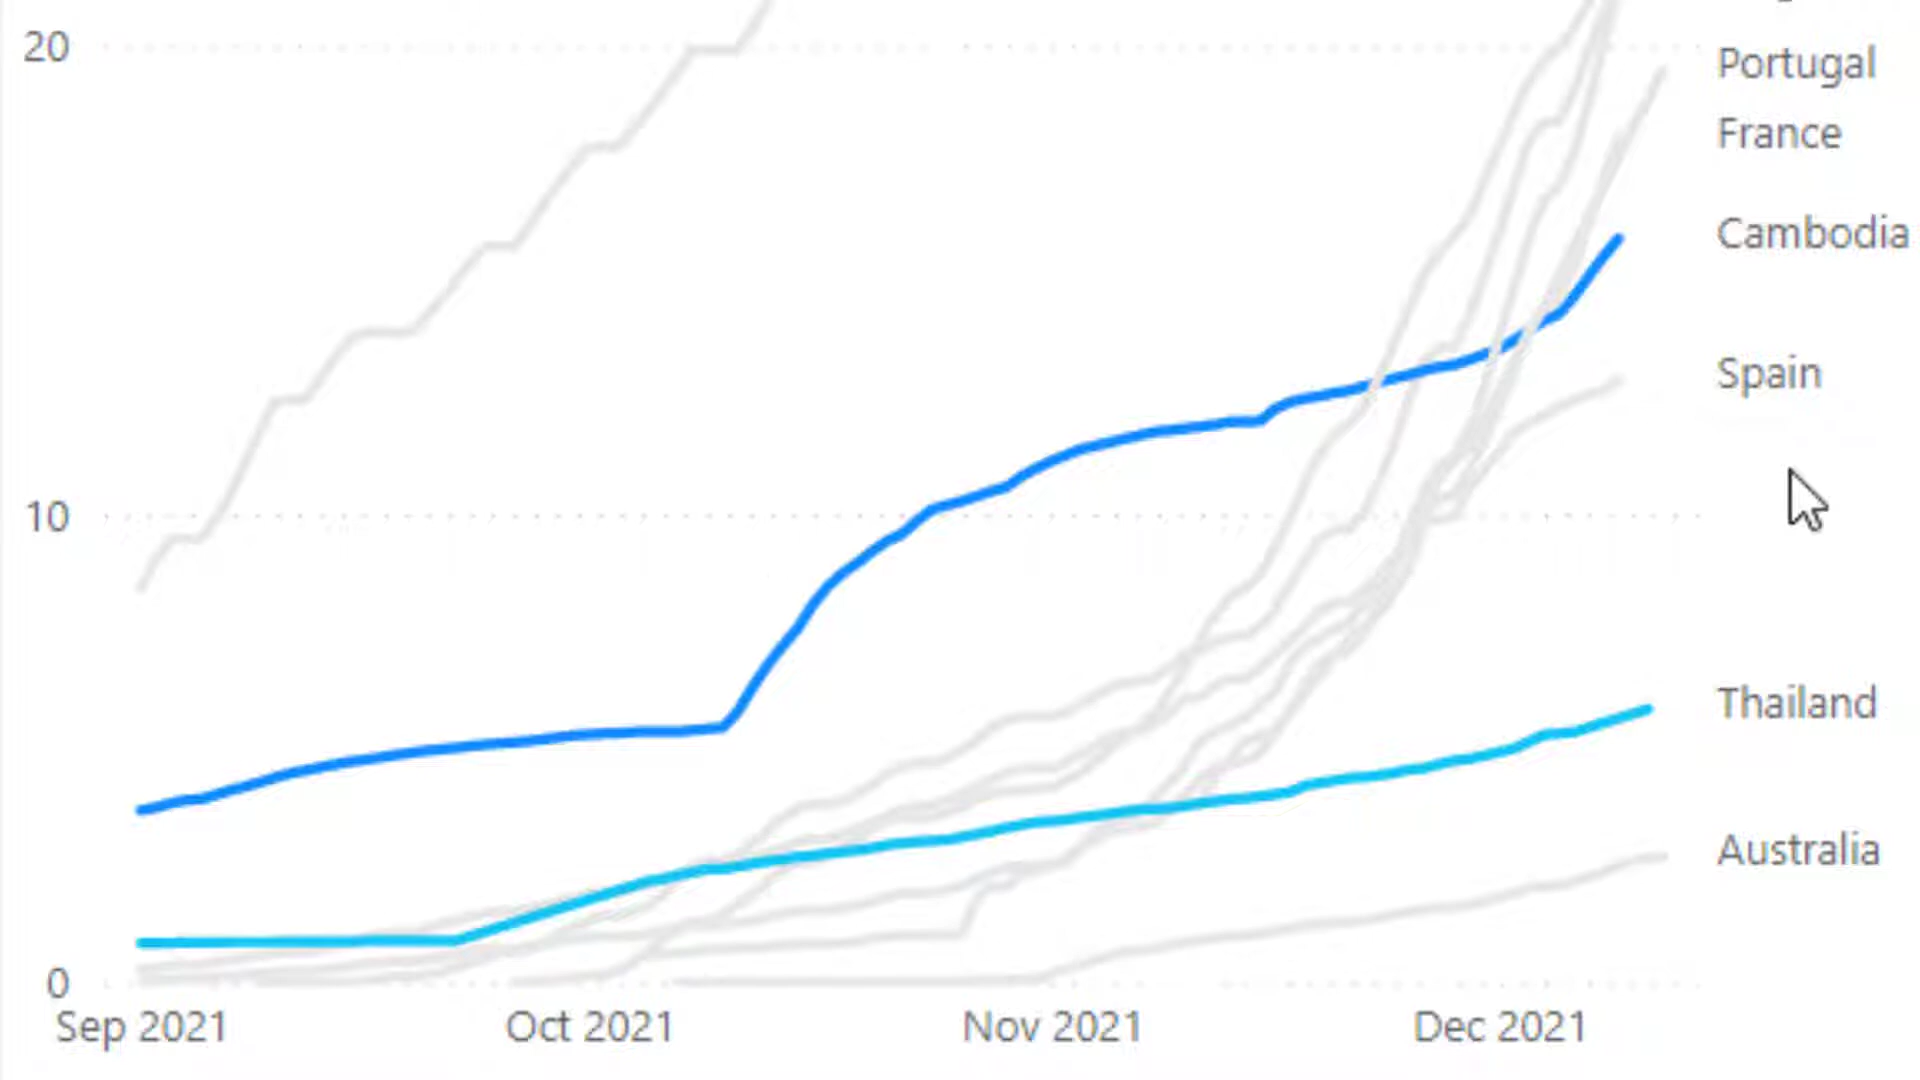 20
10
0
Portugal
France
Cambodia
Spain
Thailand
Australia
Sep 2021
Oct 2021
Nov 2021
Dec 2021